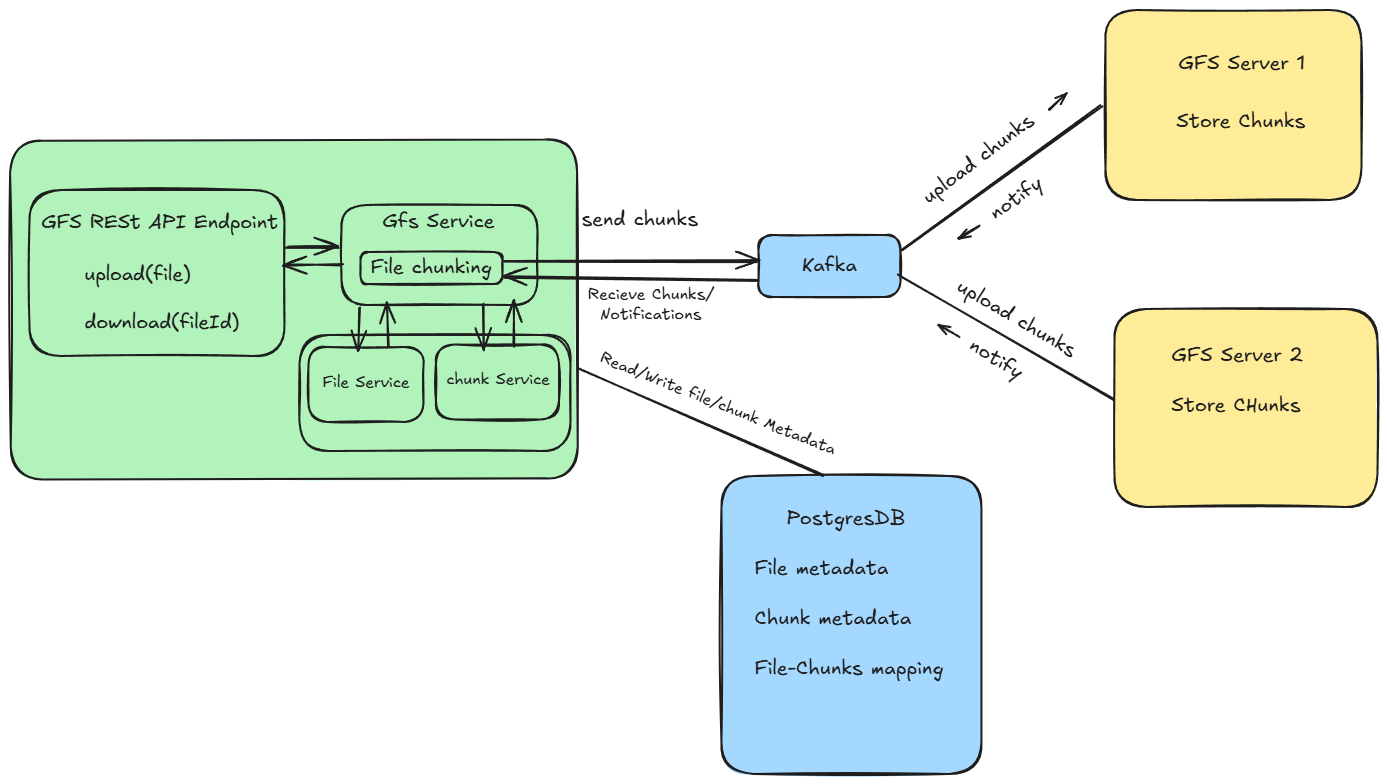 GFS REST API Endpoint
upload(file)
download(fileId)
Gfs Service
File chunking
File Service
chunk Service
send chunks
Recieve Chunks/
Notifications
Read/Write file/chunk Metadata
Kafka
upload chunks
notify
upload chunks
notify
GFS Server 1
Store Chunks
GFS Server 2
Store CHunks
PostgresDB
File metadata
Chunk metadata
File-Chunks mapping